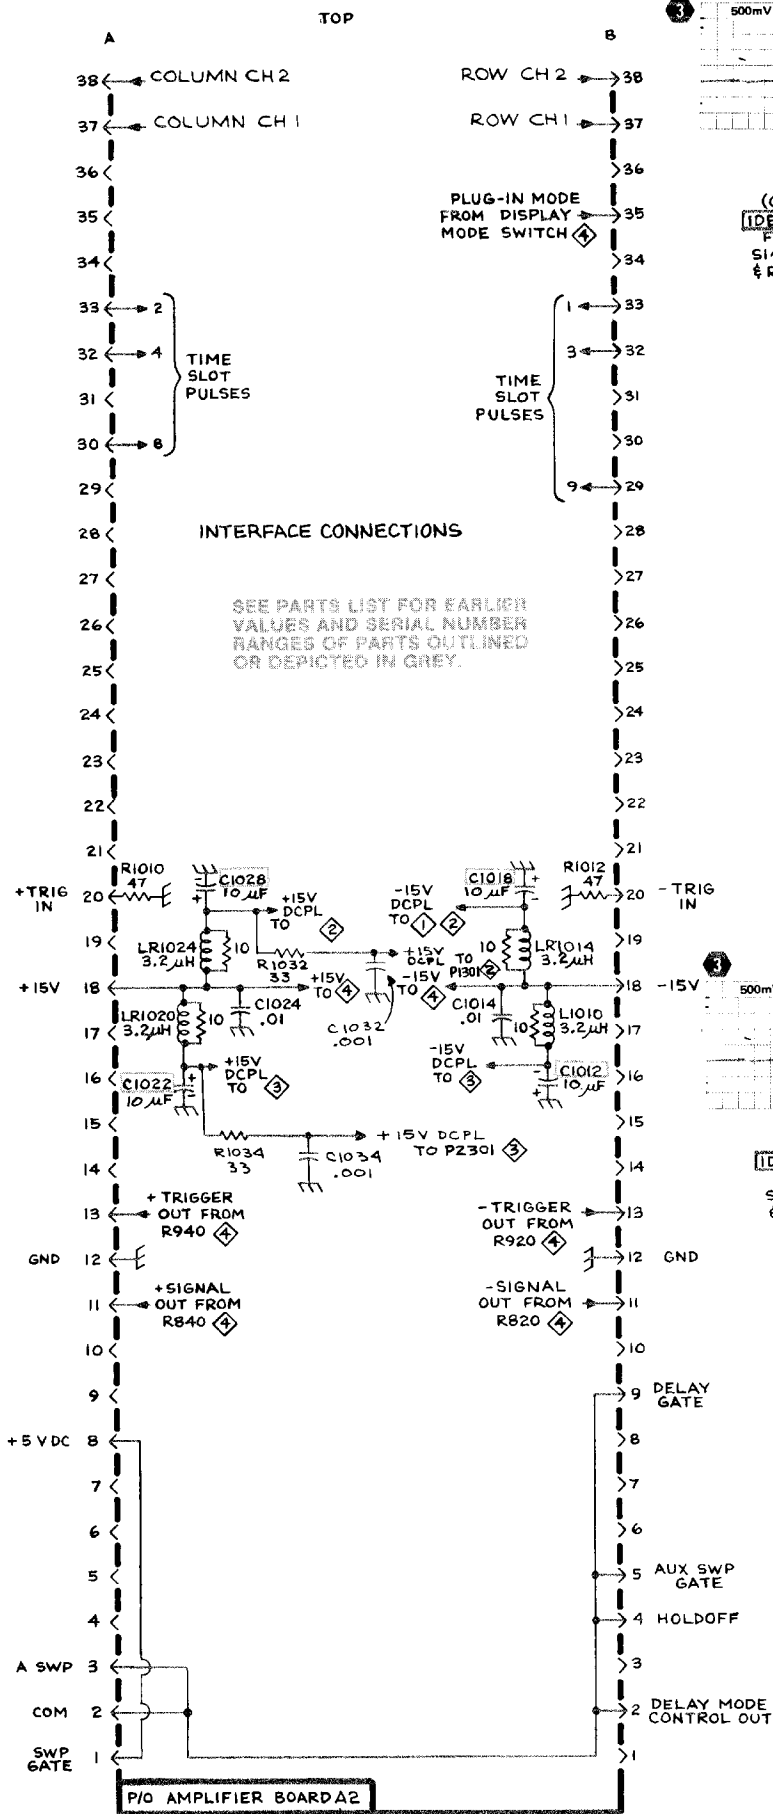 TOP
A
B
3
500mV
38 COLUMN CH 2
ROW CH 2 38
37 COLUMN CH 1
ROW CH 1 37
36
36
PLUG-IN MODE
35
FROM DISPLAY 35
MODE SWITCH 4
34
34
33 2
1 33
32 4
3 32
TIME
SLOT
PULSES
TIME
SLOT
PULSES
31
31
30 8
30
29
9 29
28
INTERFACE CONNECTIONS
28
27
27
SEE PARTS LIST FOR EARLIER
VALUES AND SERIAL NUMBER
RANGES OF PARTS OUTLINED
OR DEPICTED IN GREY.
26
26
25
25
24
24
23
23
22
22
21
21
+TRIG
IN
20
R1010
47
C1028
10 µF
+
+15V
DCPL
TO 2
-15V
DCPL
TO 1 2
C1018
10 µF
+
-
R1012
47
20
- TRIG
IN
19
LR1024
3.2µH
10
R1032
33
+15V
DCPL
TO
P1301 2
10
LR1014
3.2µH
19
+15V 18
+15V
TO 4
-15V
TO 4
18 -15V
3
500mV
17
LR1020
3.2µH
10
C1024
.01
C1032
.001
C1014
.01
10
L1010
3.2µH
17
16
C1022
10 µF
+
-
+15V
DCPL
TO 3
-15V
DCPL
TO 3
C1012
10 µF
-
+
16
15
15
R1034
33
C1034
.001
+ 15V DCPL
TO P2301 3
14
14
13
+ TRIGGER
OUT FROM
R940 4
- TRIGGER
OUT FROM
R920 4
13
GND 12
12 GND
11
+SIGNAL
OUT FROM
R840 4
-SIGNAL
OUT FROM
R820 4
11
10
10
9
9 DELAY
GATE
+5 V DC 8
8
7
7
6
6
5
5 AUX SWP
GATE
4
4 HOLDOFF
A SWP 3
3
COM 2
2 DELAY MODE
CONTROL OUT
SWP
GATE
1
1
P/O AMPLIFIER BOARD A2